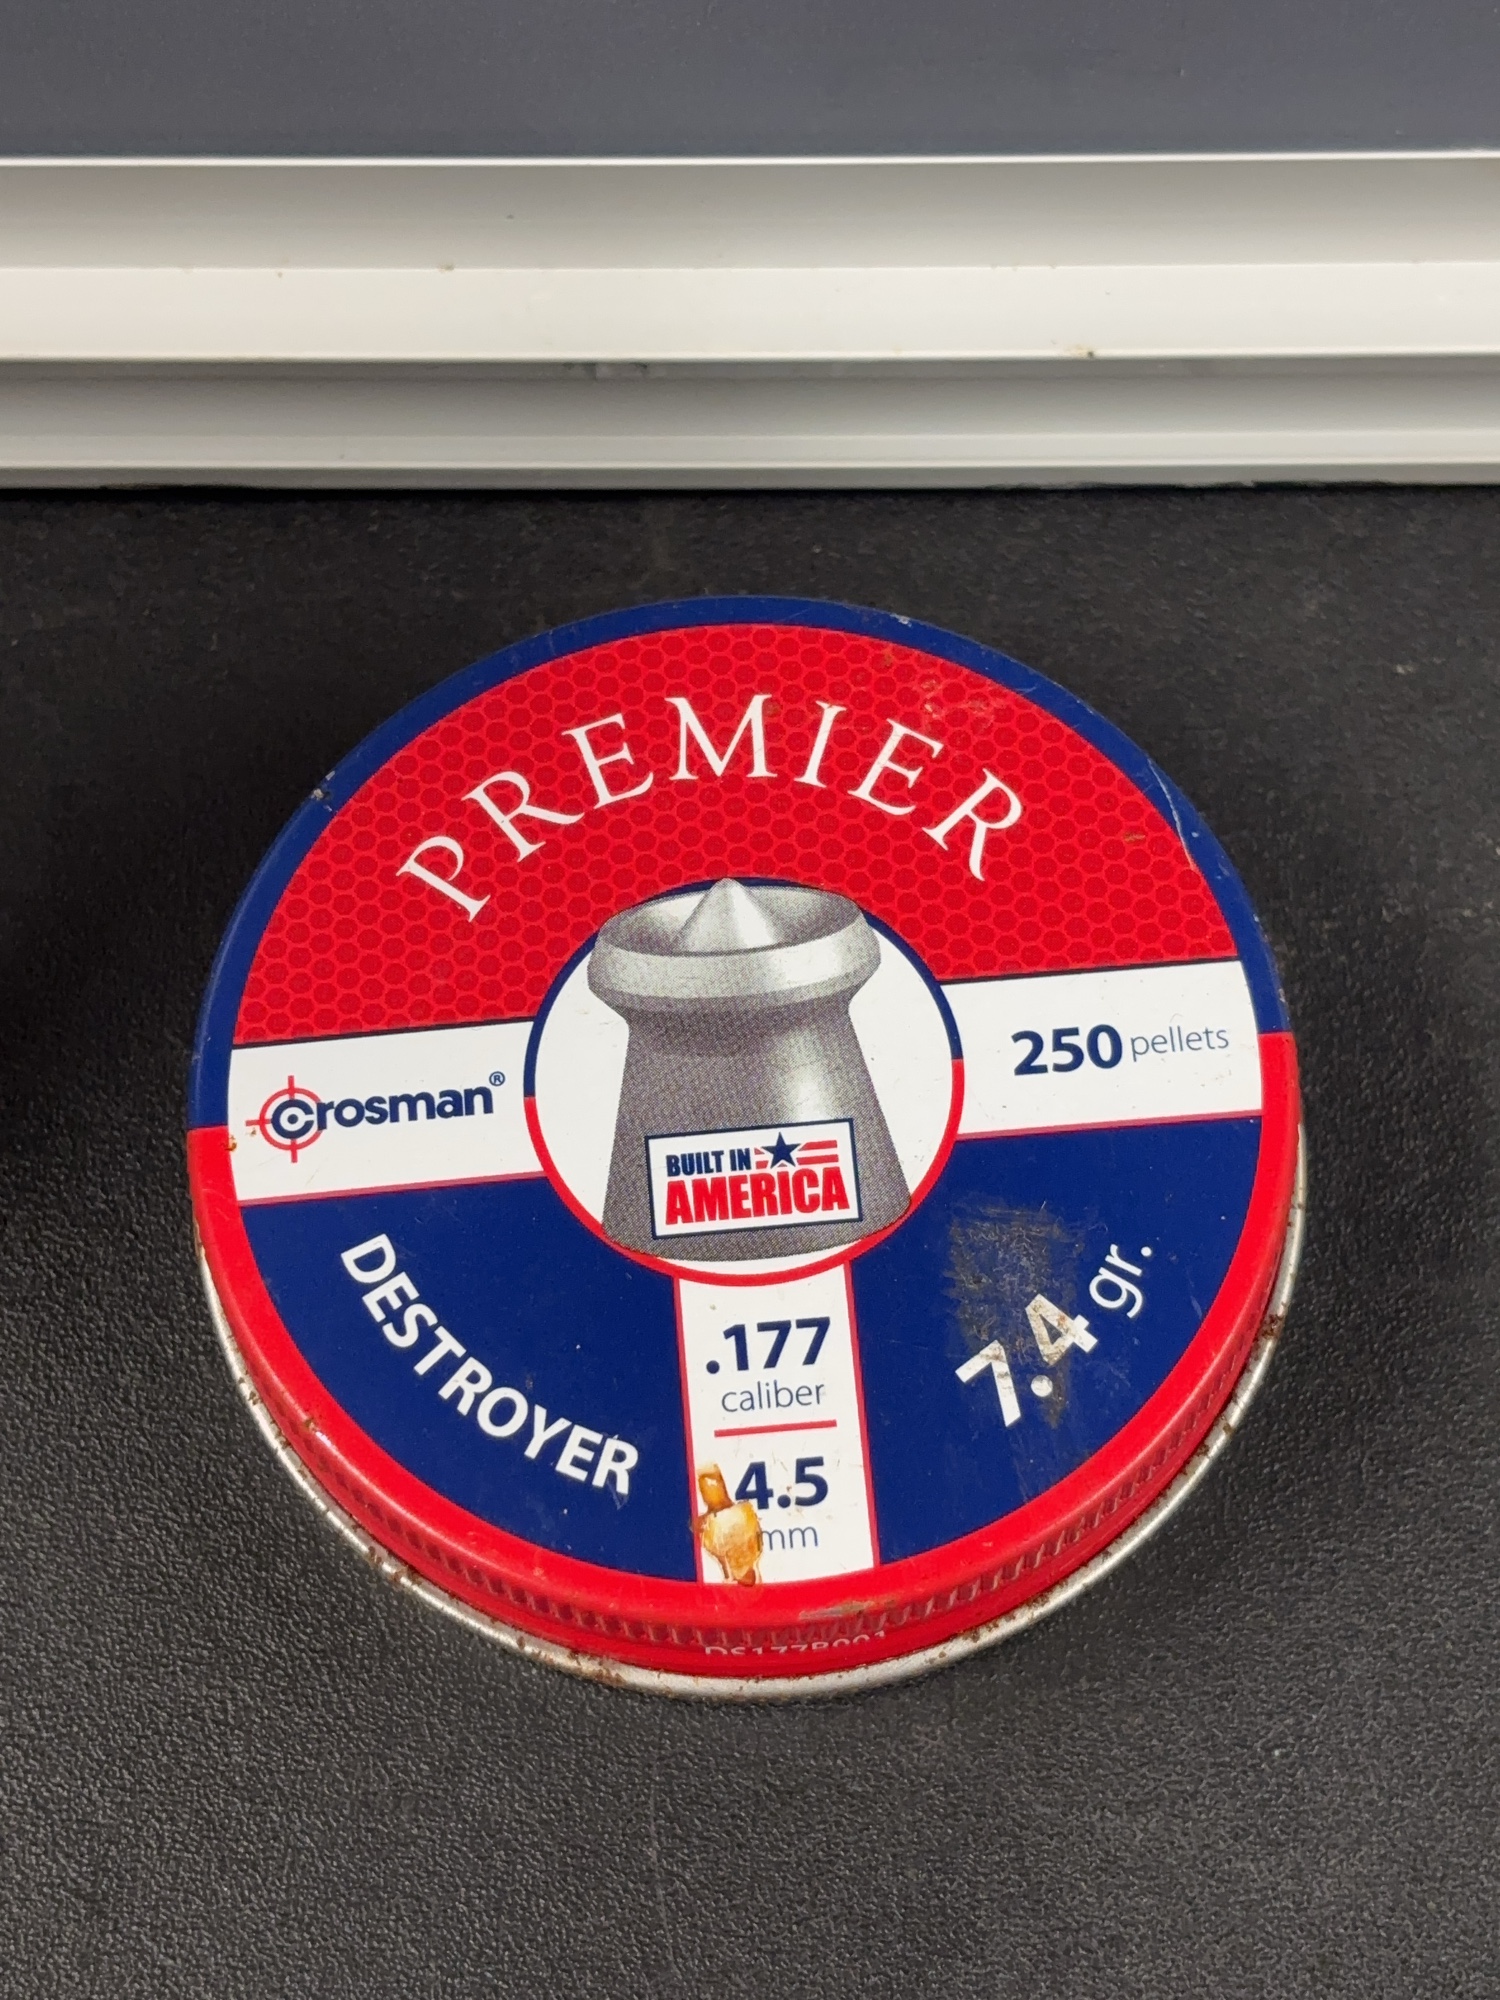 PREMIER
Crosman®
250 pellets
BUILT IN
AMERICA
DESTROYER
.177
caliber
4.5
mm
7.4 gr.